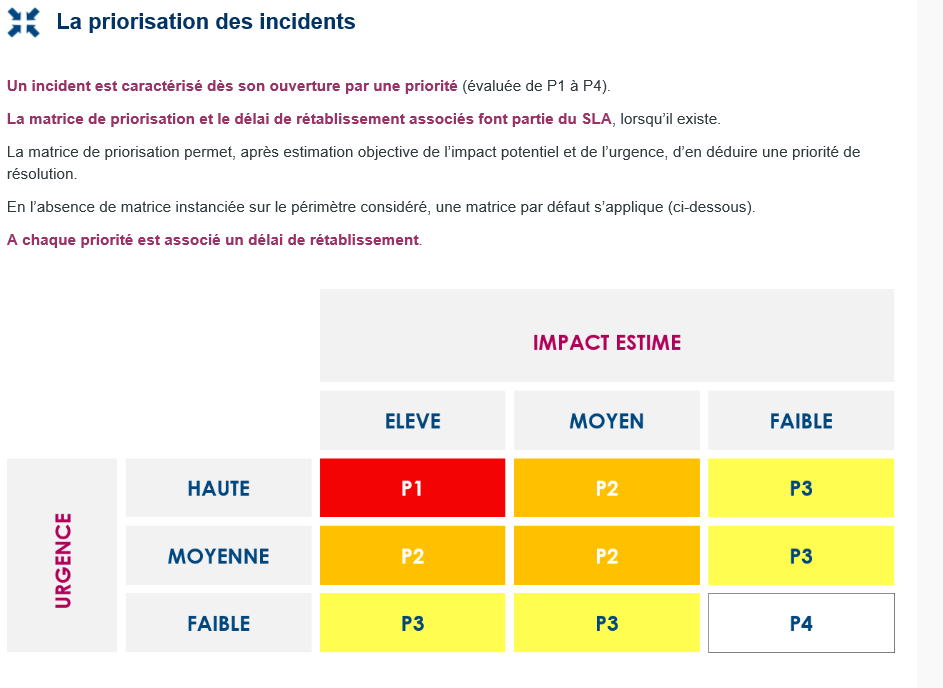 La priorisation des incidents
Un incident est caractérisé dès son ouverture par une priorité (évaluée de P1 à P4).
La matrice de priorisation et le délai de rétablissement associés font partie du SLA, lorsqu’il existe.
La matrice de priorisation permet, après estimation objective de l’impact potentiel et de l’urgence, d’en déduire une priorité de
résolution.
En l’absence de matrice instanciée sur le périmètre considéré, une matrice par défaut s’applique (ci-dessous).
A chaque priorité est associé un délai de rétablissement.
IMPACT ESTIME
ELEVE MOYEN FAIBLE
URGENCE
HAUTE P1 P2 P3
MOYENNE P2 P2 P3
FAIBLE P3 P3 P4